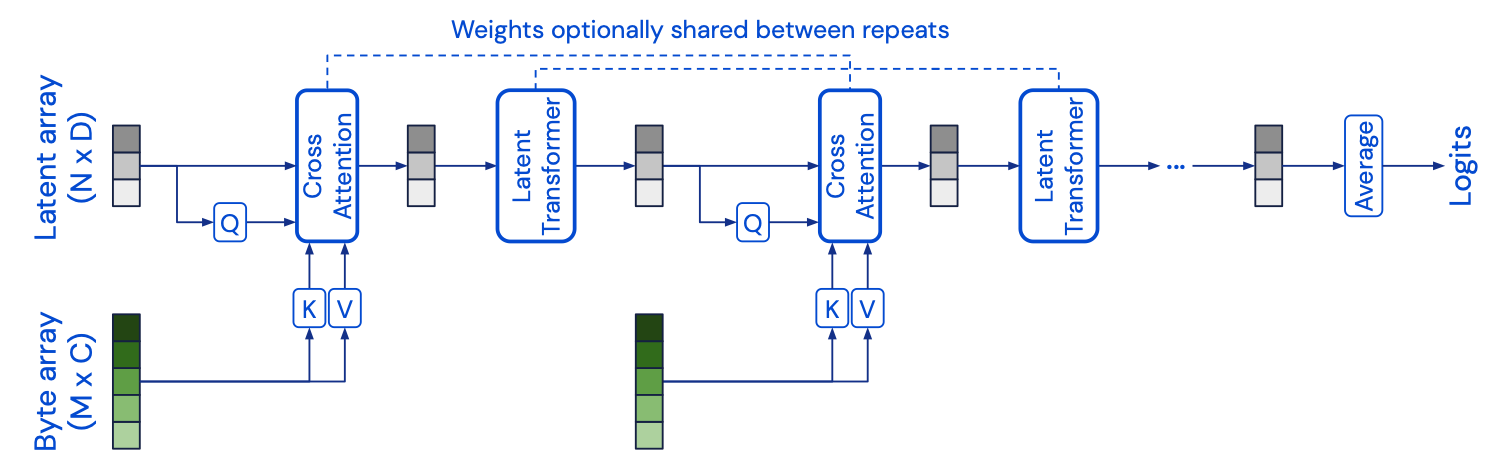 Weights optionally shared between repeats
Latent array
(N x D)
Q
Cross
Attention
Latent
Transformer
Q
Cross
Attention
Latent
Transformer
...
Average
Logits
K
V
K
V
Byte array
(M x C)